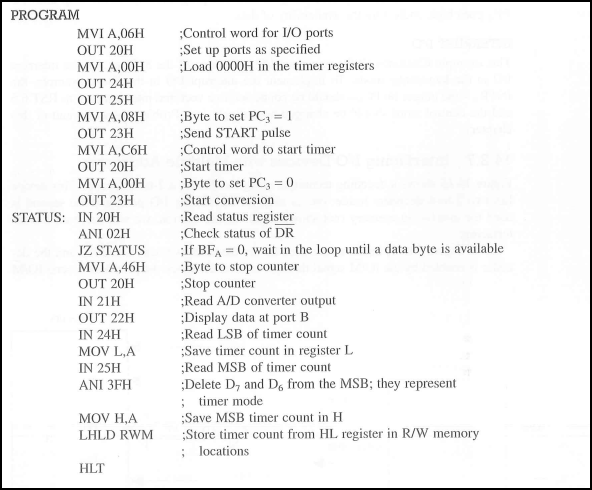 PROGRAM
MVI A,06H ;Control word for I/O ports
OUT 20H ;Set up ports as specified
MVI A,00H ;Load 0000H in the timer registers
OUT 24H
OUT 25H
MVI A,08H ;Byte to set PC₃ = 1
OUT 23H ;Send START pulse
MVI A,C6H ;Control word to start timer
OUT 20H ;Start timer
MVI A,00H ;Byte to set PC₃ = 0
OUT 23H ;Start conversion
STATUS: IN 20H ;Read status register
ANI 02H ;Check status of D̅R̅
JZ STATUS ;If BF_A = 0, wait in the loop until a data byte is available
MVI A,46H ;Byte to stop counter
OUT 20H ;Stop counter
IN 21H ;Read A/D converter output
OUT 22H ;Display data at port B
IN 24H ;Read LSB of timer count
MOV L,A ;Save timer count in register L
IN 25H ;Read MSB of timer count
ANI 3FH ;Delete D₇ and D₆ from the MSB; they represent
; timer mode
MOV H,A ;Save MSB timer count in H
LHLD RWM ;Store timer count from HL register in R/W memory
; locations
HLT